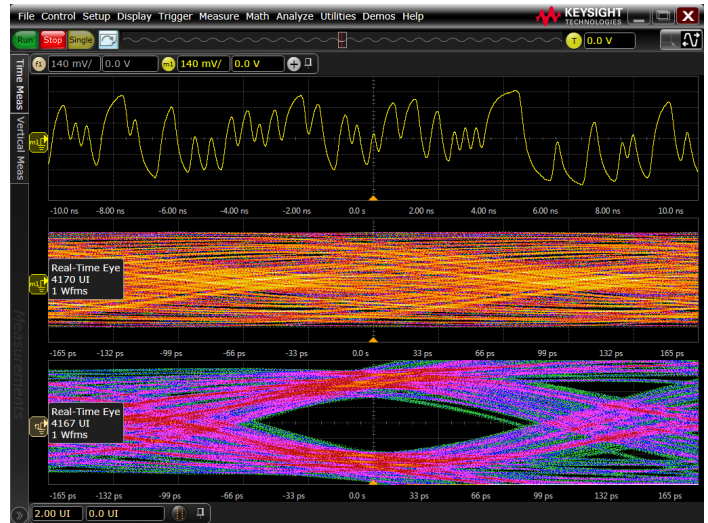 File Control Setup Display Trigger Measure Math Analyze Utilities Demos Help
KEYSIGHT
TECHNOLOGIES
Run Stop Single T 0.0 V
f1 140 mV/ 0.0 V m1 140 mV/ 0.0 V
Time Meas
Vertical Meas
m1
-10.0 ns -8.00 ns -6.00 ns -4.00 ns -2.00 ns 0.0 s 2.00 ns 4.00 ns 6.00 ns 8.00 ns 10.0 ns
Real-Time Eye
m1 4170 UI
1 Wfms
Measurements
-165 ps -132 ps -99 ps -66 ps -33 ps 0.0 s 33 ps 66 ps 99 ps 132 ps 165 ps
Real-Time Eye
4167 UI
1 Wfms
-165 ps -132 ps -99 ps -66 ps -33 ps 0.0 s 33 ps 66 ps 99 ps 132 ps 165 ps
2.00 UI 0.0 UI